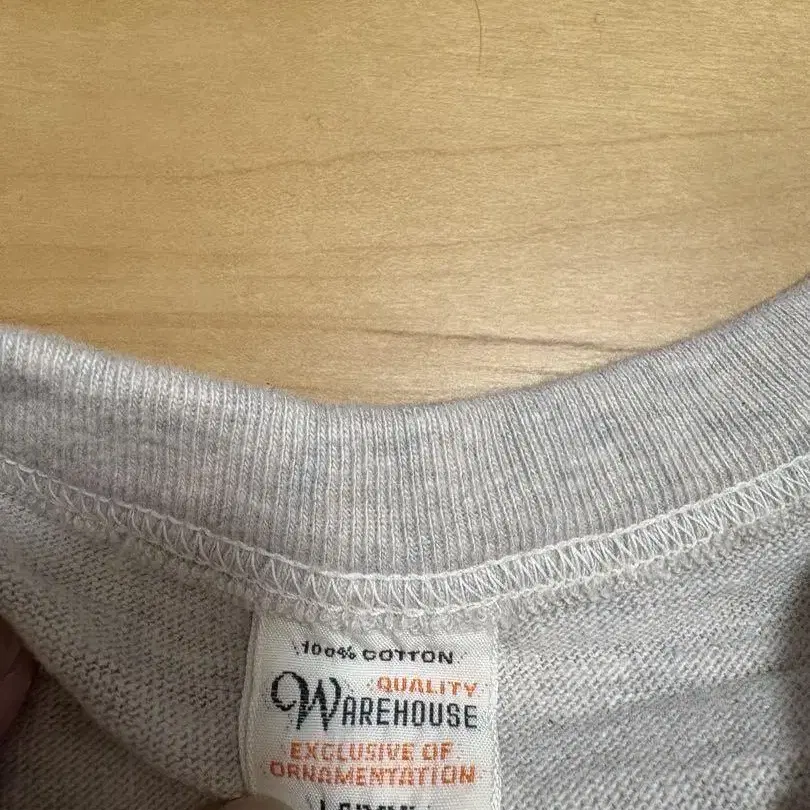 100% COTTON
QUALITY
WAREHOUSE
EXCLUSIVE OF
ORNAMENTATION